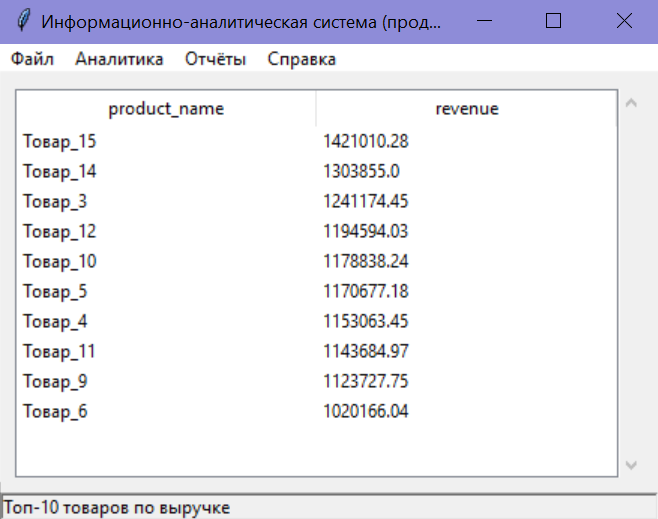 Информационно-аналитическая система (прод...
Файл Аналитика Отчёты Справка
product_name revenue
Товар_15 1421010.28
Товар_14 1303855.0
Товар_3 1241174.45
Товар_12 1194594.03
Товар_10 1178838.24
Товар_5 1170677.18
Товар_4 1153063.45
Товар_11 1143684.97
Товар_9 1123727.75
Товар_6 1020166.04
Топ-10 товаров по выручке